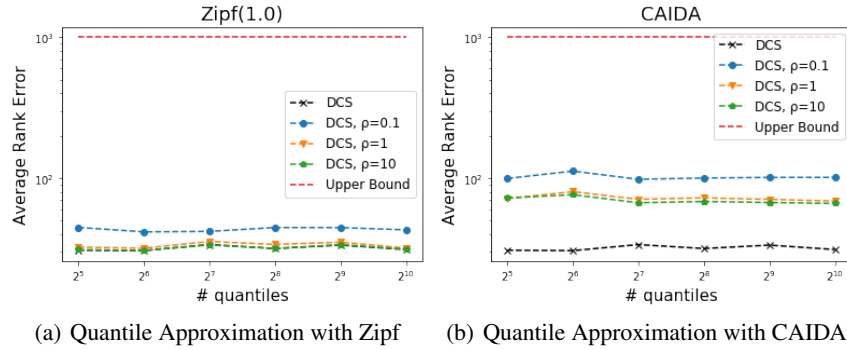 Zipf(1.0)
Average Rank Error
10³
10²
DCS
DCS, ρ=0.1
DCS, ρ=1
DCS, ρ=10
Upper Bound
2⁵ 2⁶ 2⁷ 2⁸ 2⁹ 2¹⁰
# quantiles
(a) Quantile Approximation with Zipf
CAIDA
Average Rank Error
10³
10²
DCS
DCS, ρ=0.1
DCS, ρ=1
DCS, ρ=10
Upper Bound
2⁵ 2⁶ 2⁷ 2⁸ 2⁹ 2¹⁰
# quantiles
(b) Quantile Approximation with CAIDA